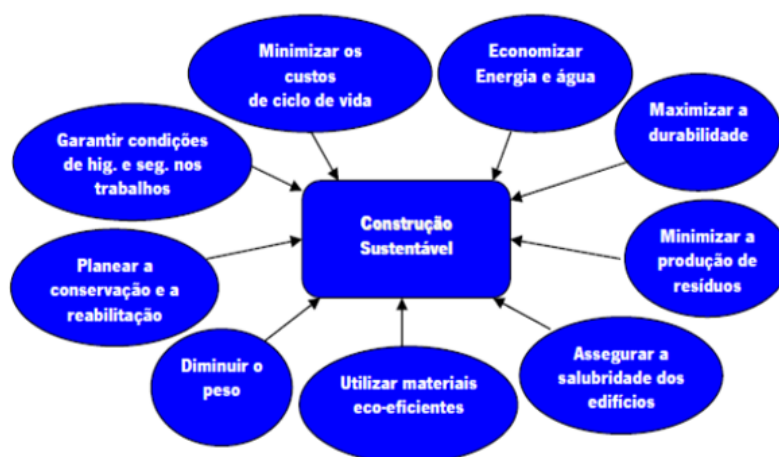 Minimizar os
custos
de ciclo de vida
Economizar
Energia e água
Maximizar a
durabilidade
Garantir condições
de hig. e seg. nos
trabalhos
Construção
Sustentável
Minimizar a
produção de
resíduos
Planear a
conservação e a
reabilitação
Diminuir o
peso
Utilizar materiais
eco-eficientes
Assegurar a
salubridade dos
edifícios